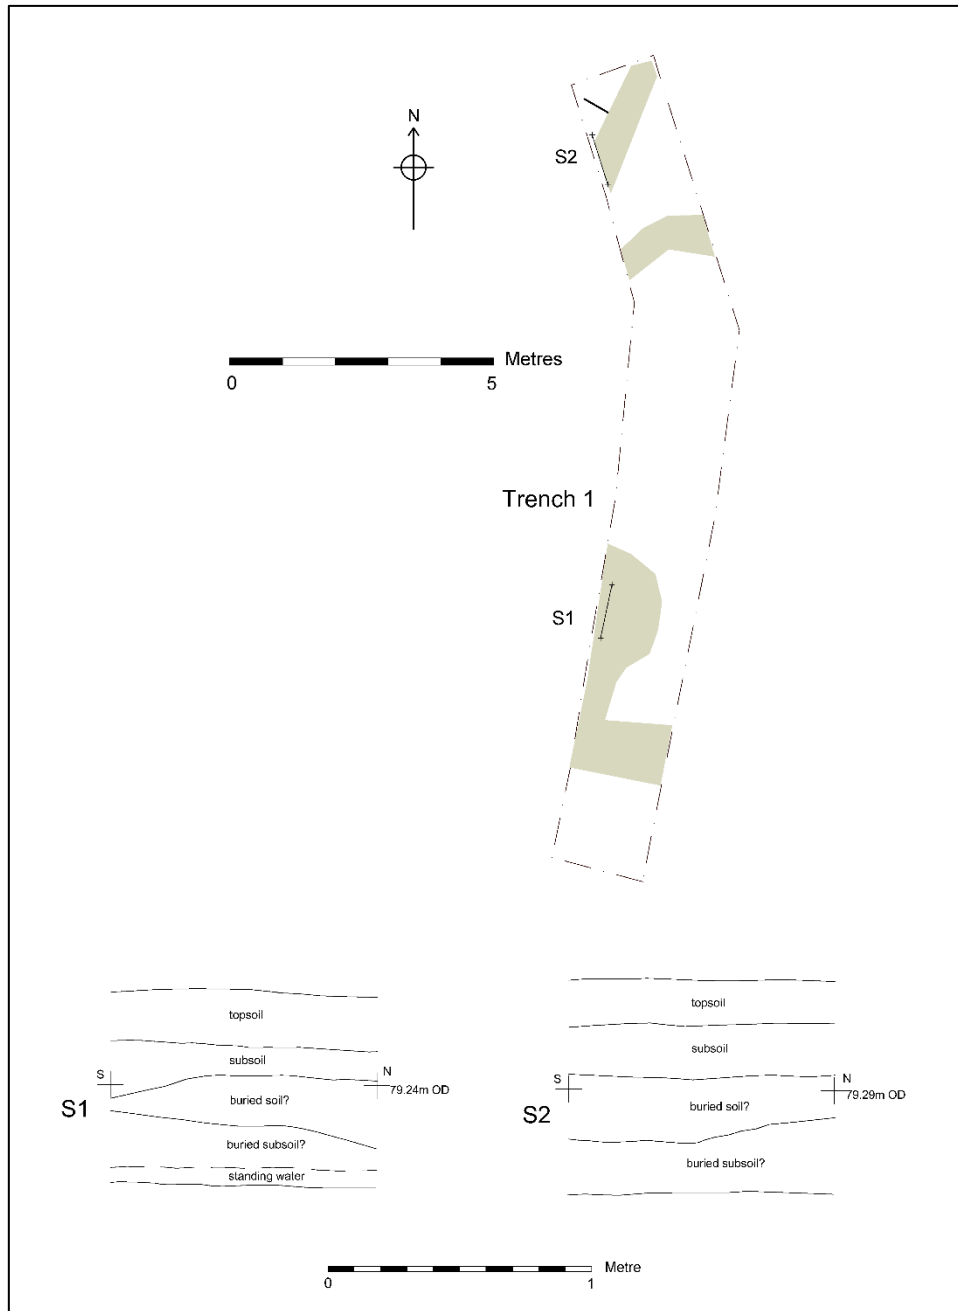 N
S2
Metres
0 5
Trench 1
S1
topsoil
subsoil
S N
79.24m OD
buried soil?
S1
buried subsoil?
standing water
topsoil
subsoil
S N
79.29m OD
buried soil?
S2
buried subsoil?
Metre
0 1